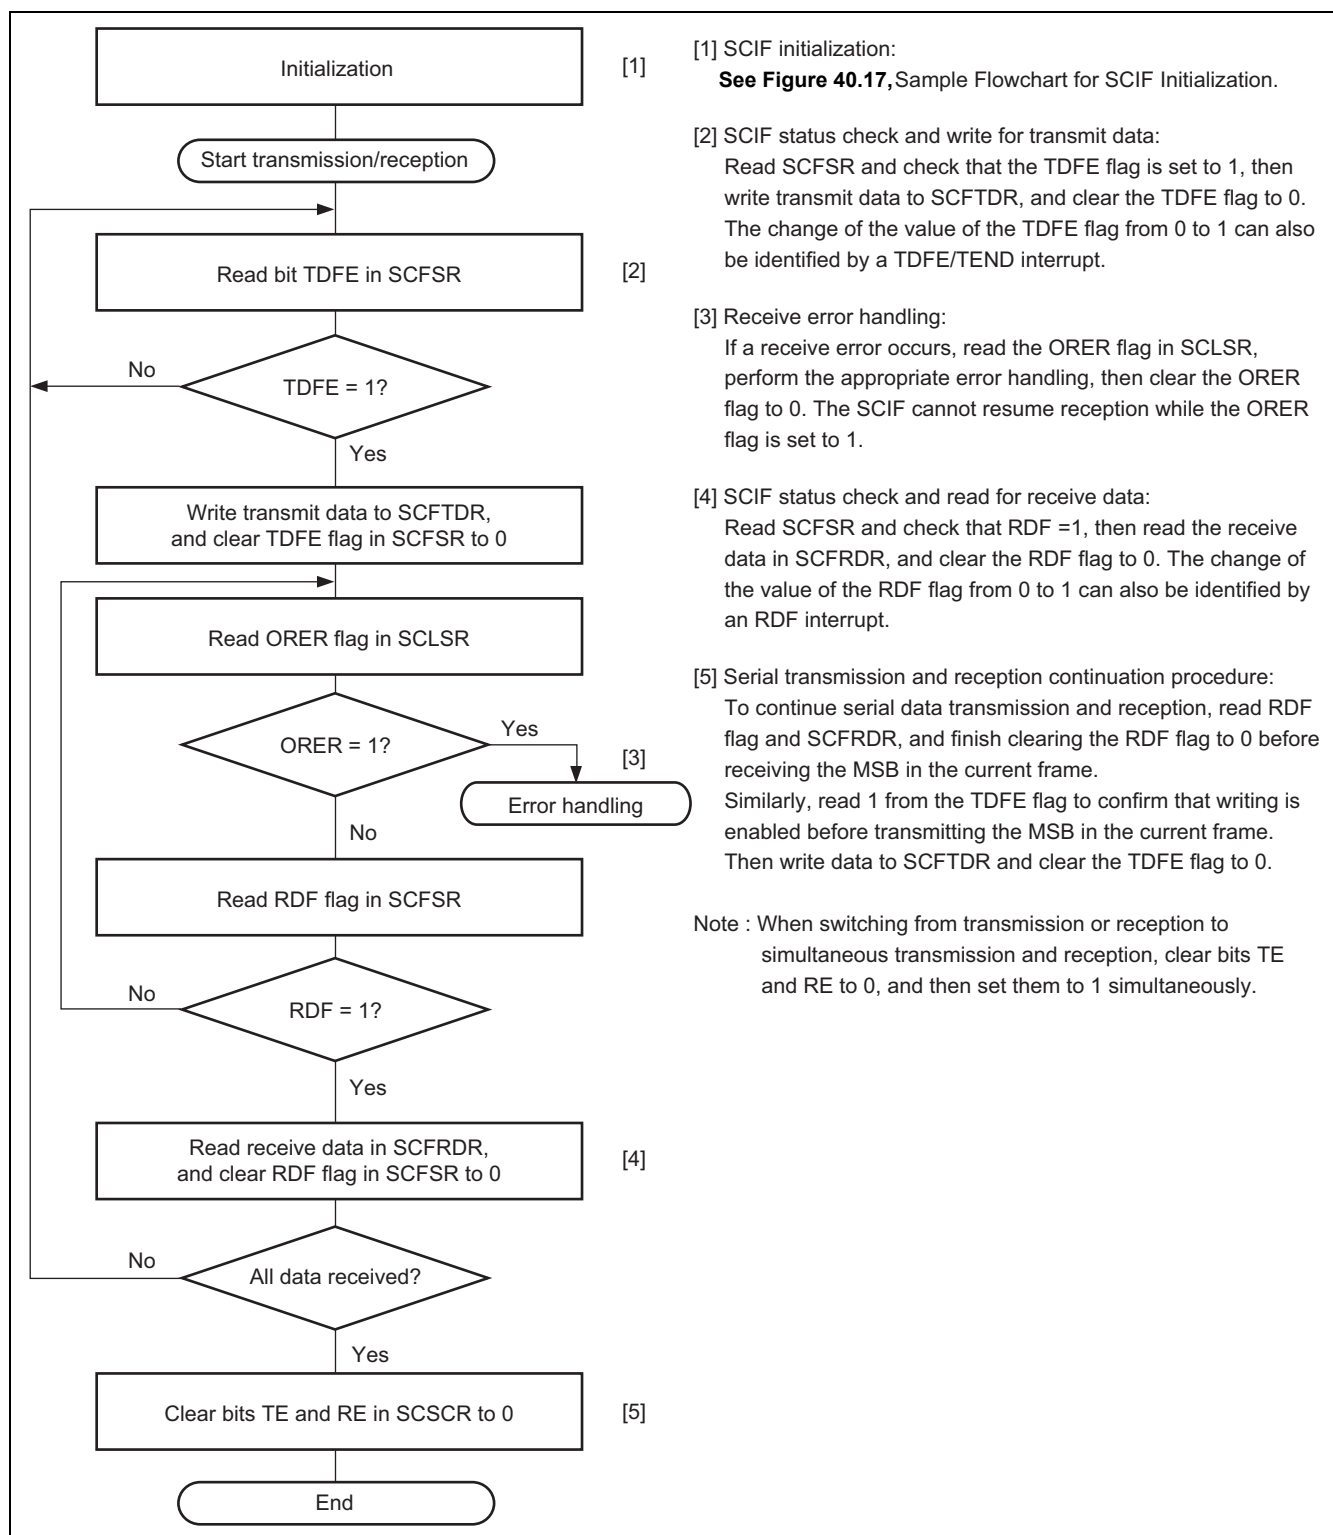 Initialization
[1]
Start transmission/reception
Read bit TDFE in SCFSR
[2]
No
TDFE = 1?
Yes
Write transmit data to SCFTDR,
and clear TDFE flag in SCFSR to 0
Read ORER flag in SCLSR
ORER = 1?
Yes
[3]
Error handling
No
Read RDF flag in SCFSR
No
RDF = 1?
Yes
Read receive data in SCFRDR,
and clear RDF flag in SCFSR to 0
[4]
No
All data received?
Yes
Clear bits TE and RE in SCSCR to 0
[5]
End
[1] SCIF initialization:
See Figure 40.17, Sample Flowchart for SCIF Initialization.
[2] SCIF status check and write for transmit data:
Read SCFSR and check that the TDFE flag is set to 1, then
write transmit data to SCFTDR, and clear the TDFE flag to 0.
The change of the value of the TDFE flag from 0 to 1 can also
be identified by a TDFE/TEND interrupt.
[3] Receive error handling:
If a receive error occurs, read the ORER flag in SCLSR,
perform the appropriate error handling, then clear the ORER
flag to 0. The SCIF cannot resume reception while the ORER
flag is set to 1.
[4] SCIF status check and read for receive data:
Read SCFSR and check that RDF =1, then read the receive
data in SCFRDR, and clear the RDF flag to 0. The change of
the value of the RDF flag from 0 to 1 can also be identified by
an RDF interrupt.
[5] Serial transmission and reception continuation procedure:
To continue serial data transmission and reception, read RDF
flag and SCFRDR, and finish clearing the RDF flag to 0 before
receiving the MSB in the current frame.
Similarly, read 1 from the TDFE flag to confirm that writing is
enabled before transmitting the MSB in the current frame.
Then write data to SCFTDR and clear the TDFE flag to 0.
Note : When switching from transmission or reception to
simultaneous transmission and reception, clear bits TE
and RE to 0, and then set them to 1 simultaneously.